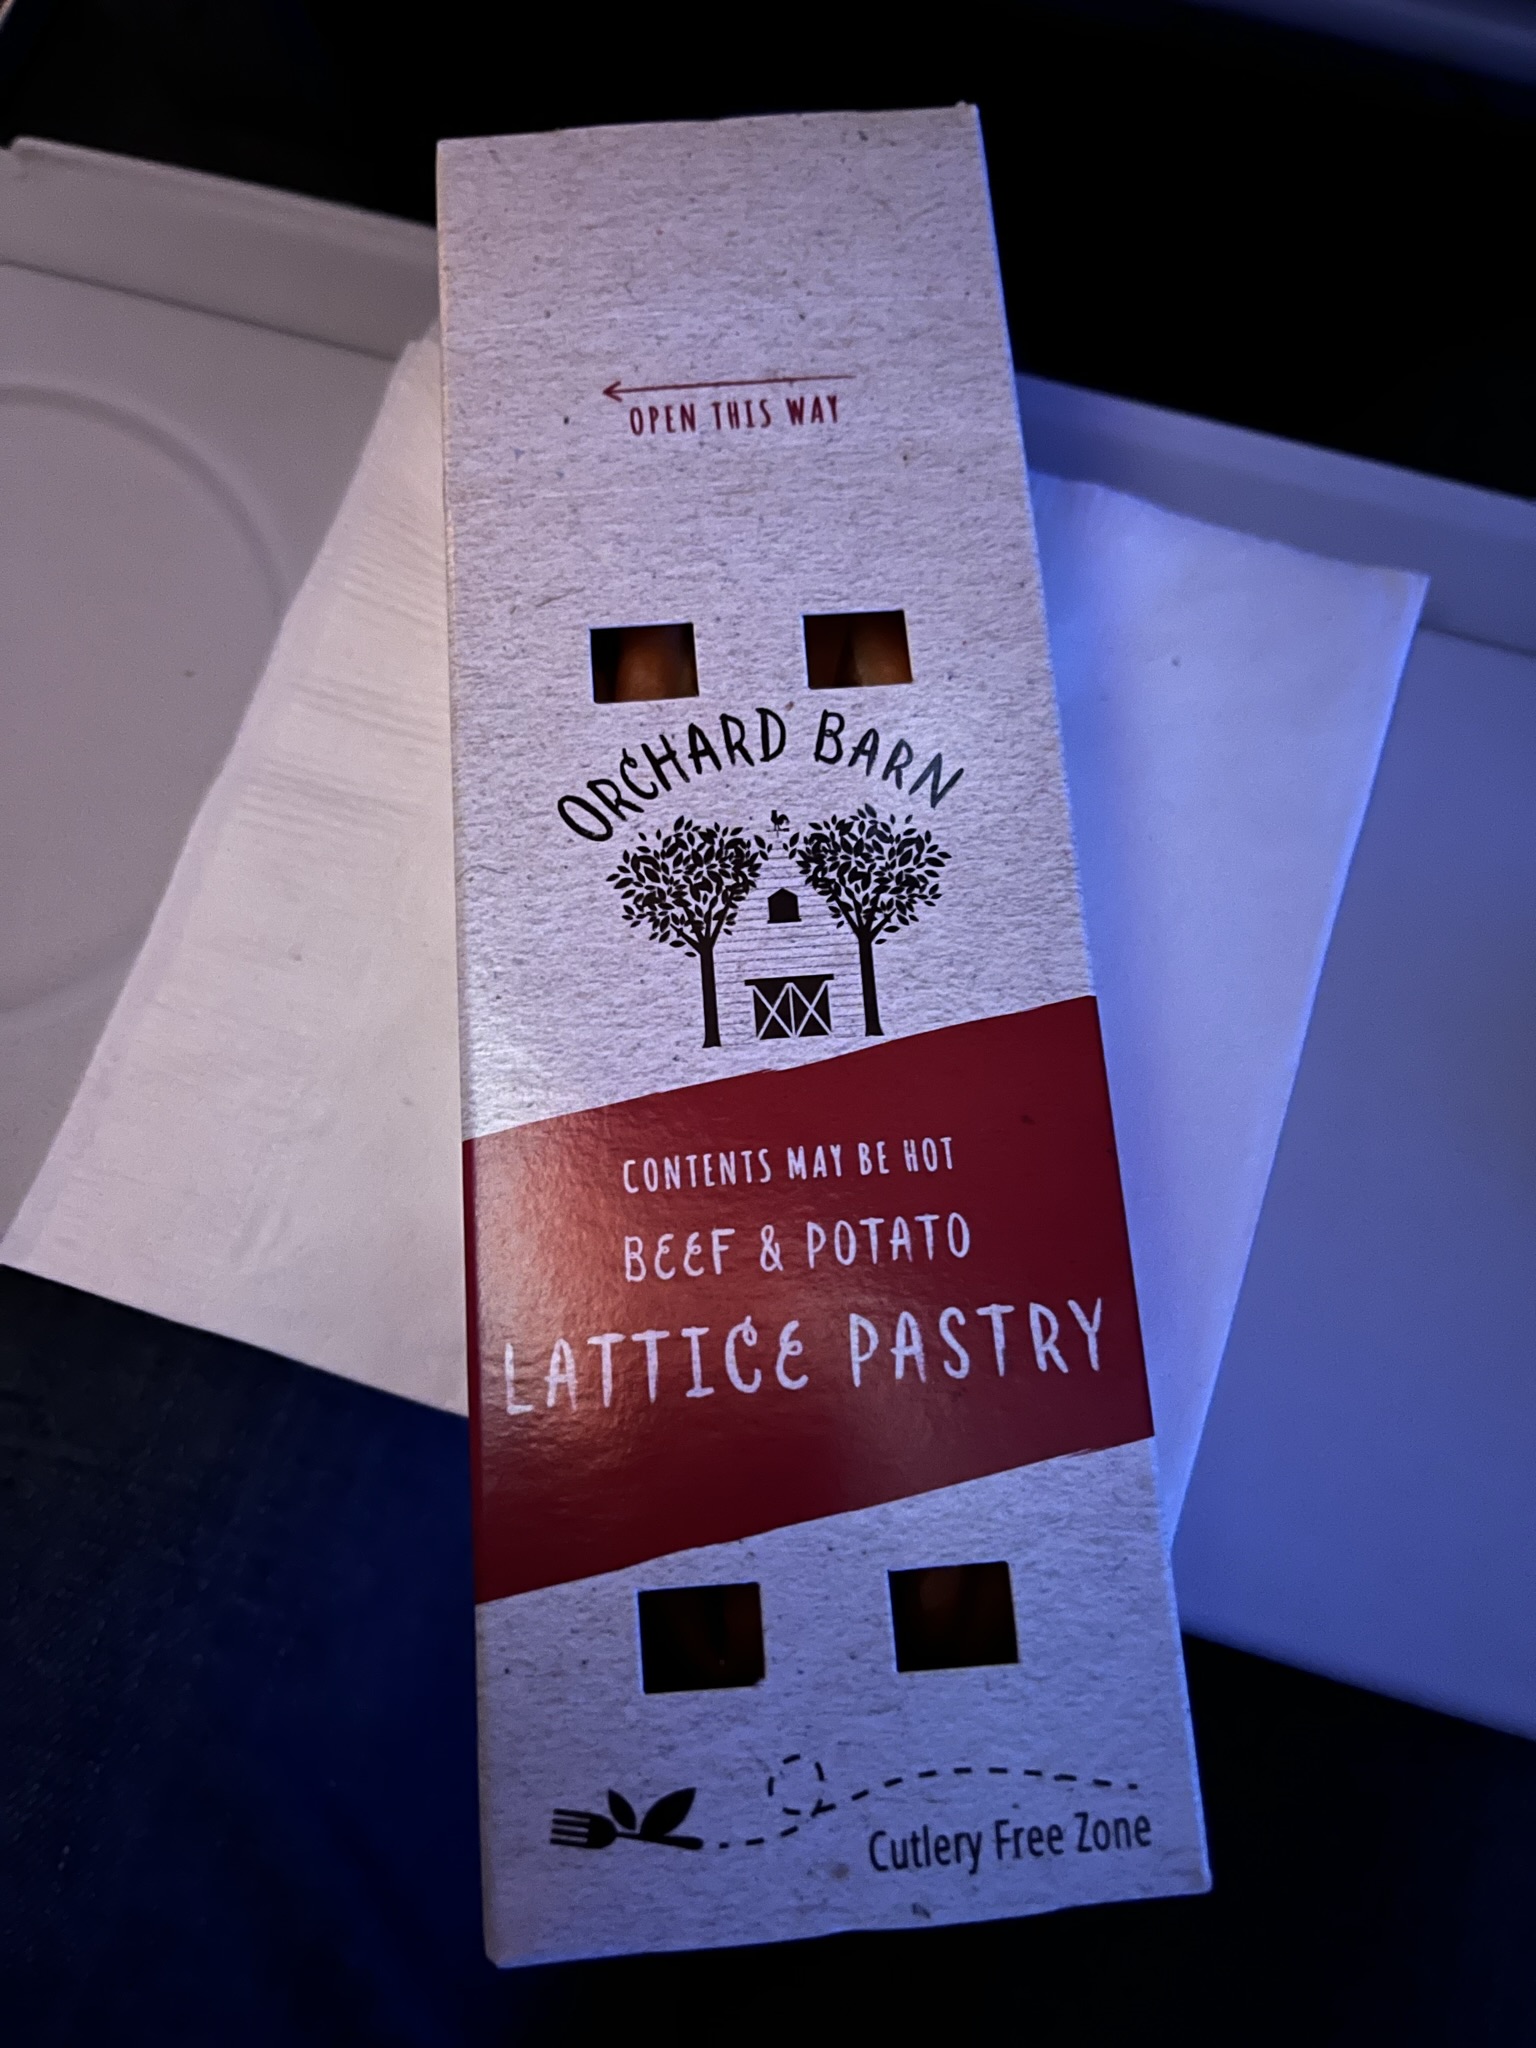 OPEN THIS WAY
ORCHARD BARN
CONTENTS MAY BE HOT
BEEF & POTATO
LATTICE PASTRY
Cutlery Free Zone